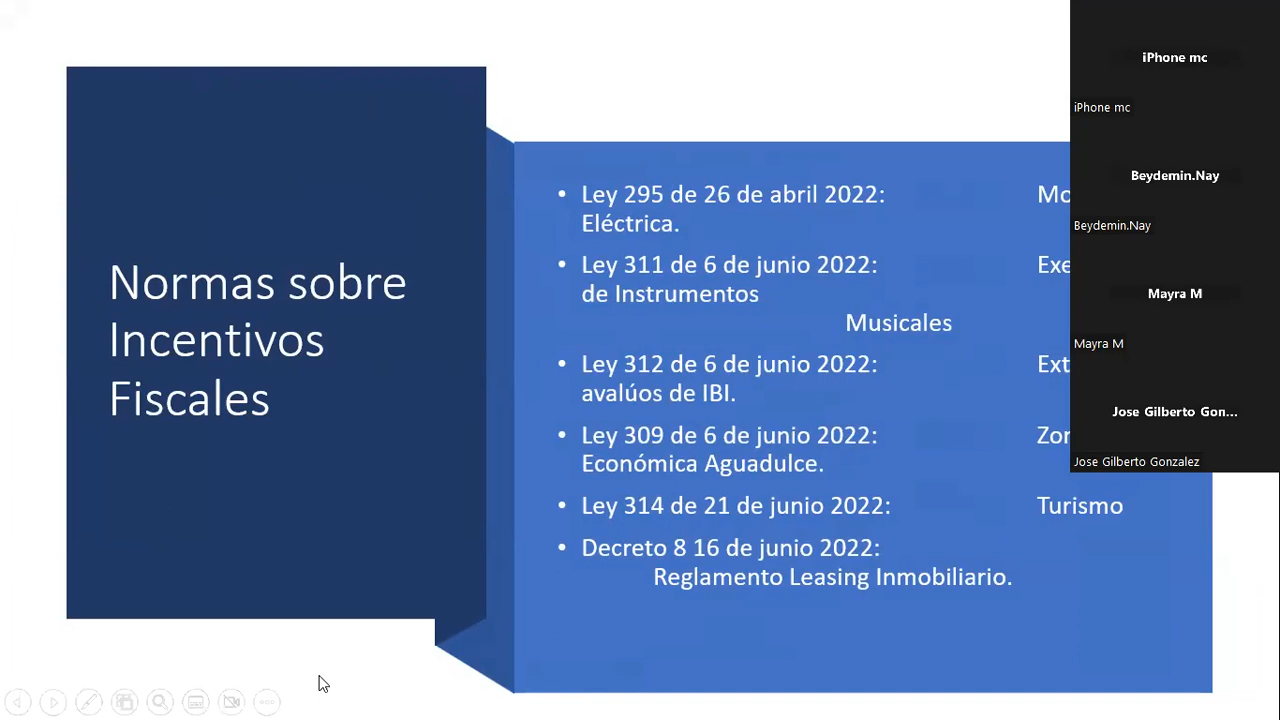 Normas sobre
Incentivos
Fiscales
• Ley 295 de 26 de abril 2022:
Eléctrica.
• Ley 311 de 6 de junio 2022:
de Instrumentos
Musicales
• Ley 312 de 6 de junio 2022:
avalúos de IBI.
• Ley 309 de 6 de junio 2022:
Económica Aguadulce.
• Ley 314 de 21 de junio 2022: Turismo
• Decreto 8 16 de junio 2022:
Reglamento Leasing Inmobiliario.
iPhone mc
iPhone mc
Beydemin.Nay
Beydemin.Nay
Mayra M
Mayra M
Jose Gilberto Gon...
Jose Gilberto Gonzalez